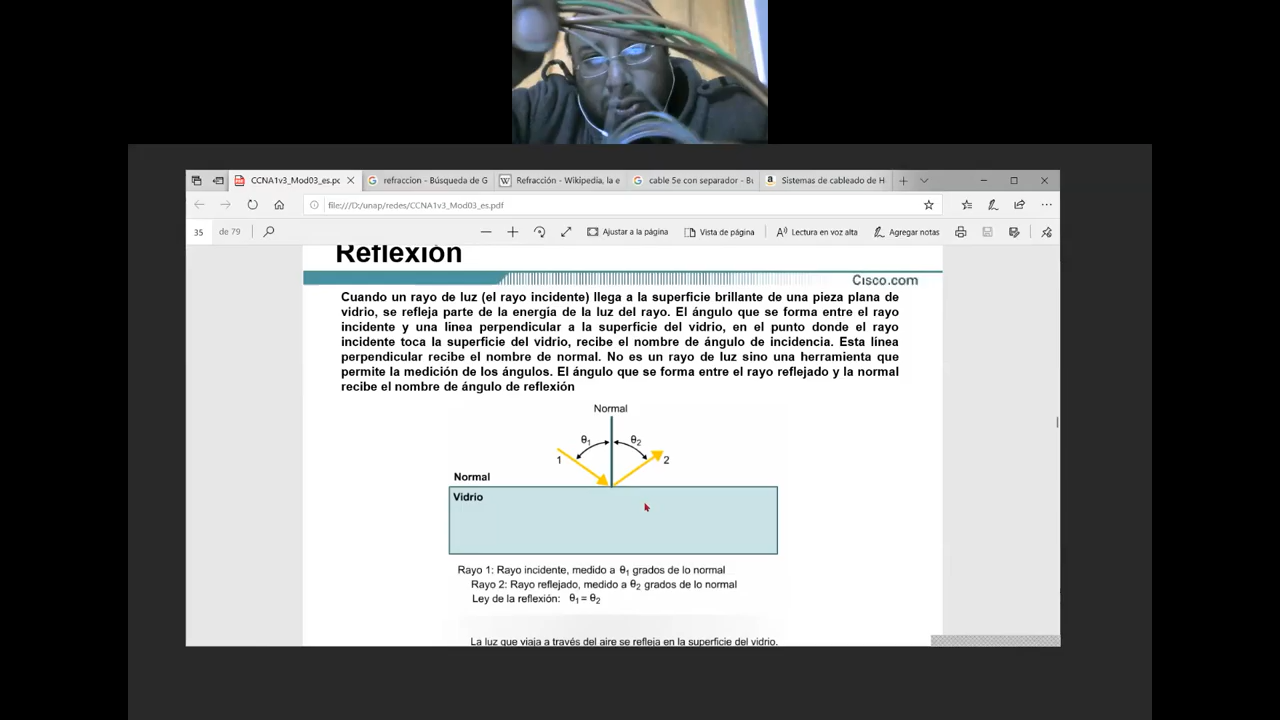 CCNA1v3_Mod03_es.pc
refraccion - Búsqueda de G
Refracción - Wikipedia, la e
cable 5e con separador - Bu
Sistemas de cableado de H
file:///D:/unap/redes/CCNA1v3_Mod03_es.pdf
35 de 79
Ajustar a la página
Vista de página
Lectura en voz alta
Agregar notas
Reflexión
Cisco.com
Cuando un rayo de luz (el rayo incidente) llega a la superficie brillante de una pieza plana de
vidrio, se refleja parte de la energía de la luz del rayo. El ángulo que se forma entre el rayo
incidente y una línea perpendicular a la superficie del vidrio, en el punto donde el rayo
incidente toca la superficie del vidrio, recibe el nombre de ángulo de incidencia. Esta línea
perpendicular recibe el nombre de normal. No es un rayo de luz sino una herramienta que
permite la medición de los ángulos. El ángulo que se forma entre el rayo reflejado y la normal
recibe el nombre de ángulo de reflexión
Normal
θ1 θ2
1 2
Normal
Vidrio
Rayo 1: Rayo incidente, medido a θ1 grados de lo normal
Rayo 2: Rayo reflejado, medido a θ2 grados de lo normal
Ley de la reflexión: θ1 = θ2
La luz que viaja a través del aire se refleja en la superficie del vidrio.